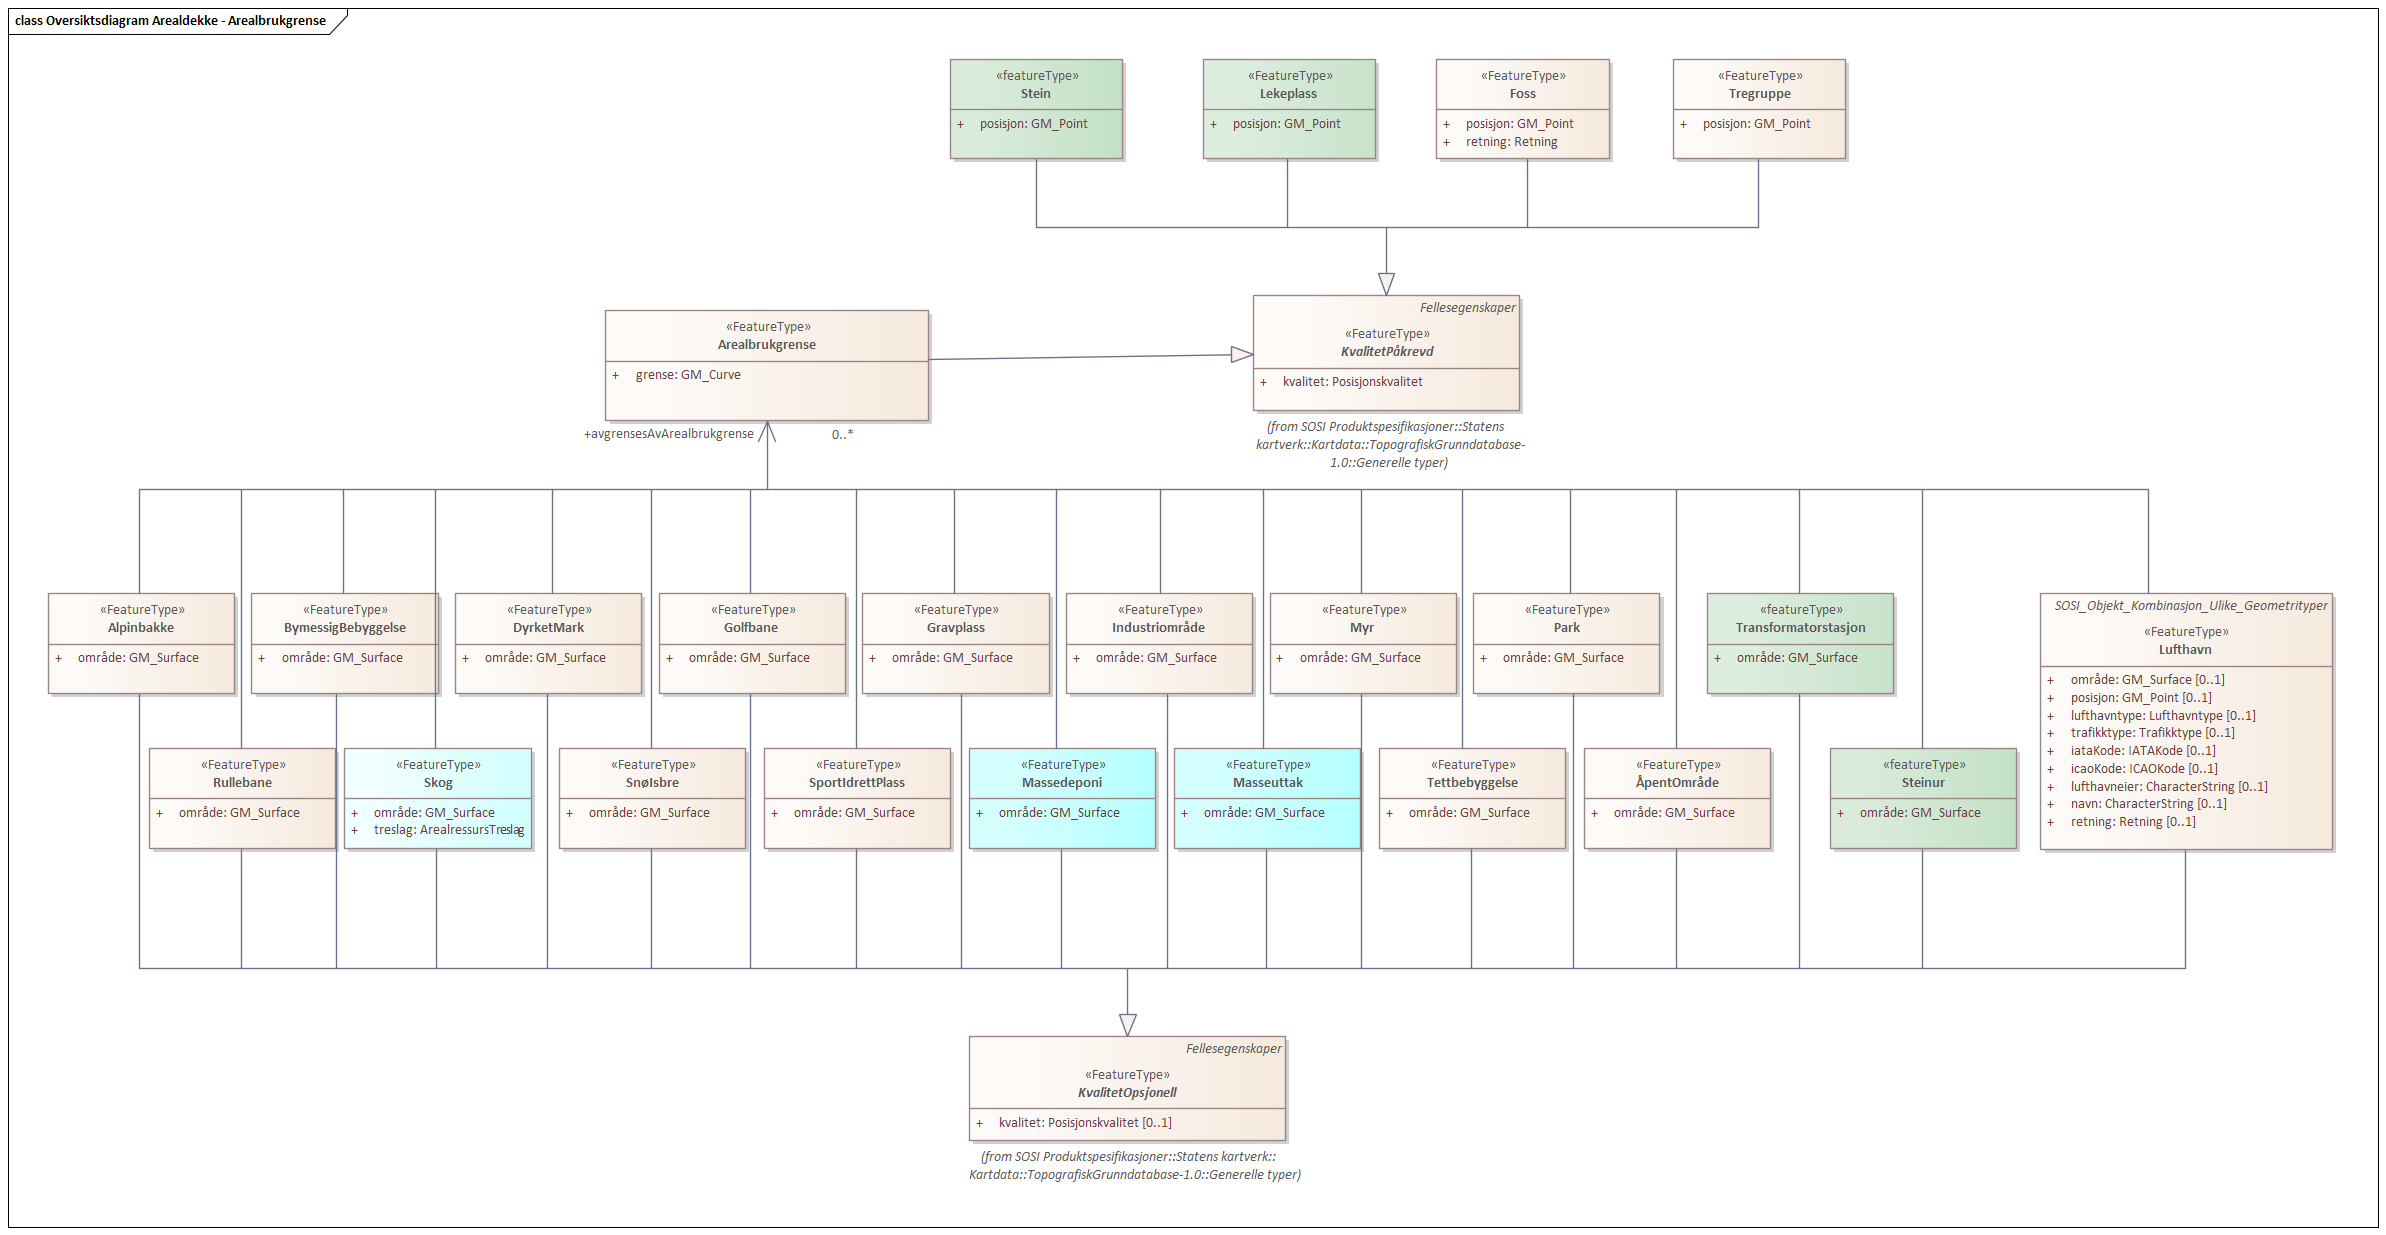 class Oversiktsdiagram Arealdekke - Arealbrukgrense
«featureType»
Stein
+ posisjon: GM_Point
«FeatureType»
Lekeplass
+ posisjon: GM_Point
«FeatureType»
Foss
+ posisjon: GM_Point
+ retning: Retning
«FeatureType»
Tregruppe
+ posisjon: GM_Point
«FeatureType»
Arealbrukgrense
+ grense: GM_Curve
Fellesegenskaper
«FeatureType»
KvalitetPåkrevd
+ kvalitet: Posisjonskvalitet
(from SOSI Produktspesifikasjoner::Statens
kartverk::Kartdata::TopografiskGrunndatabase-
1.0::Generelle typer)
+avgrensesAvArealbrukgrense
0..*
«FeatureType»
Alpinbakke
+ område: GM_Surface
«FeatureType»
BymessigBebyggelse
+ område: GM_Surface
«FeatureType»
DyrketMark
+ område: GM_Surface
«FeatureType»
Golfbane
+ område: GM_Surface
«FeatureType»
Gravplass
+ område: GM_Surface
«FeatureType»
Industriområde
+ område: GM_Surface
«FeatureType»
Myr
+ område: GM_Surface
«FeatureType»
Park
+ område: GM_Surface
«featureType»
Transformatorstasjon
+ område: GM_Surface
SOSI_Objekt_Kombinasjon_Ulike_Geometrityper
«FeatureType»
Lufthavn
+ område: GM_Surface [0..1]
+ posisjon: GM_Point [0..1]
+ lufthavntype: Lufthavntype [0..1]
+ trafikktype: Trafikktype [0..1]
+ iataKode: IATAKode [0..1]
+ icaoKode: ICAOKode [0..1]
+ lufthavneier: CharacterString [0..1]
+ navn: CharacterString [0..1]
+ retning: Retning [0..1]
«FeatureType»
Rullebane
+ område: GM_Surface
«FeatureType»
Skog
+ område: GM_Surface
+ treslag: ArealressursTreslag
«FeatureType»
SnøIsbre
+ område: GM_Surface
«FeatureType»
SportIdrettPlass
+ område: GM_Surface
«FeatureType»
Massedeponi
+ område: GM_Surface
«FeatureType»
Masseuttak
+ område: GM_Surface
«FeatureType»
Tettbebyggelse
+ område: GM_Surface
«FeatureType»
ÅpentOmråde
+ område: GM_Surface
«featureType»
Steinur
+ område: GM_Surface
Fellesegenskaper
«FeatureType»
KvalitetOpsjonell
+ kvalitet: Posisjonskvalitet [0..1]
(from SOSI Produktspesifikasjoner::Statens kartverk::
Kartdata::TopografiskGrunndatabase-1.0::Generelle typer)